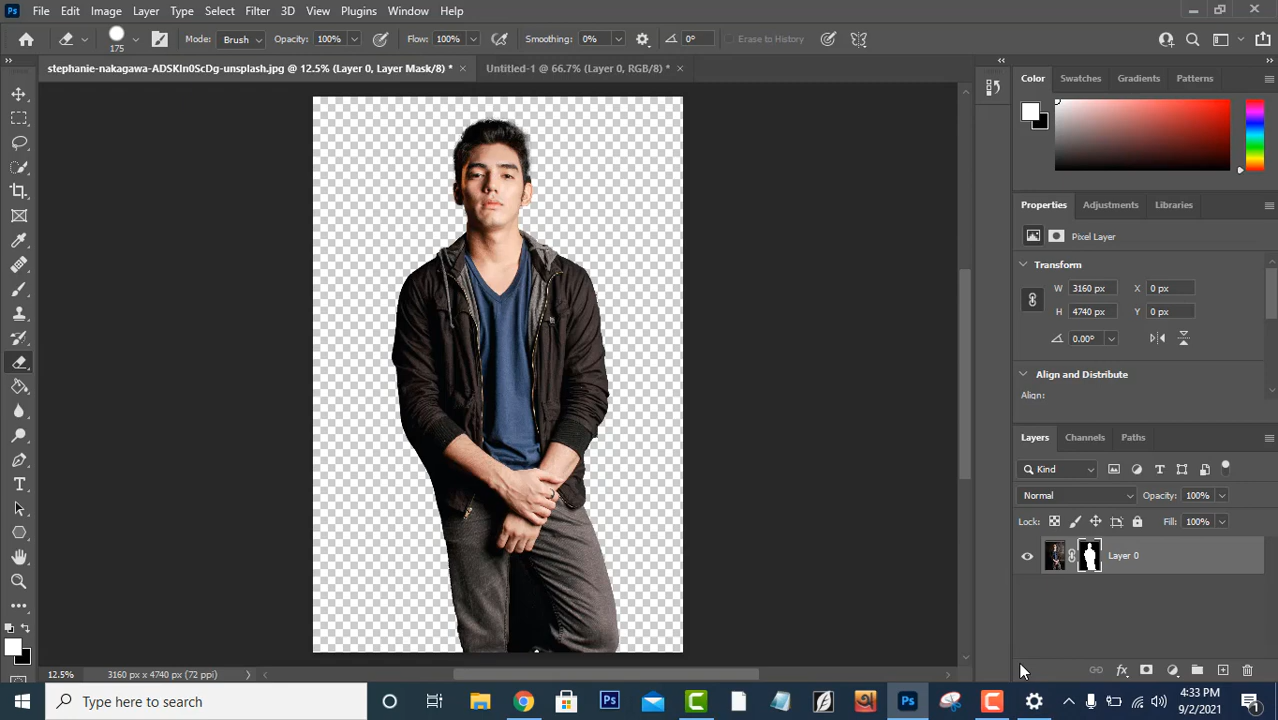 Ps File Edit Image Layer Type Select Filter 3D View Plugins Window Help
175 Mode: Brush Opacity: 100% Flow: 100% Smoothing: 0% 0° Erase to History
stephanie-nakagawa-ADSKIn0ScDg-unsplash.jpg @ 12.5% (Layer 0, Layer Mask/8) * × Untitled-1 @ 66.7% (Layer 0, RGB/8) * ×
Color Swatches Gradients Patterns
Properties Adjustments Libraries
Pixel Layer
Transform
W 3160 px X 0 px
H 4740 px Y 0 px
0.00°
Align and Distribute
Align:
Layers Channels Paths
Kind
Normal Opacity: 100%
Lock: Fill: 100%
Layer 0
fx
12.5% 3160 px x 4740 px (72 ppi)
Type here to search
Ps
Ps
4:33 PM
9/2/2021
1